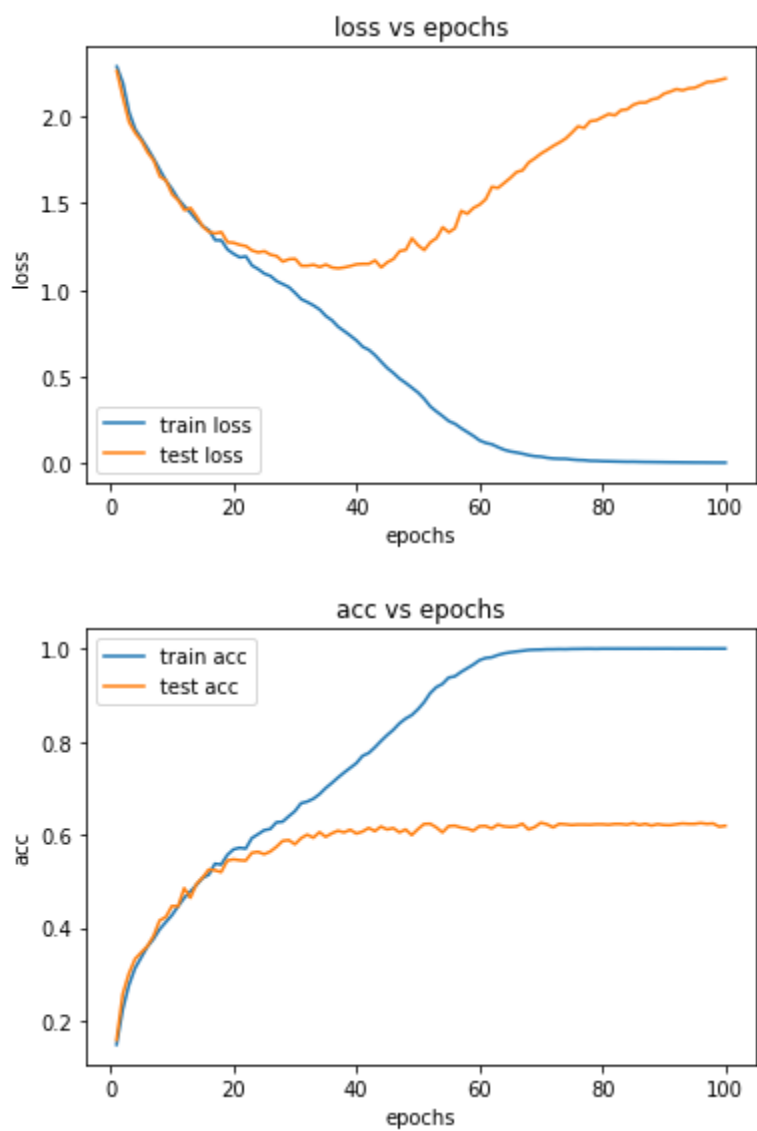 loss vs epochs
2.0
1.5
1.0
0.5
0.0
loss
train loss
test loss
0 20 40 60 80 100
epochs
acc vs epochs
1.0
0.8
0.6
0.4
0.2
acc
train acc
test acc
0 20 40 60 80 100
epochs